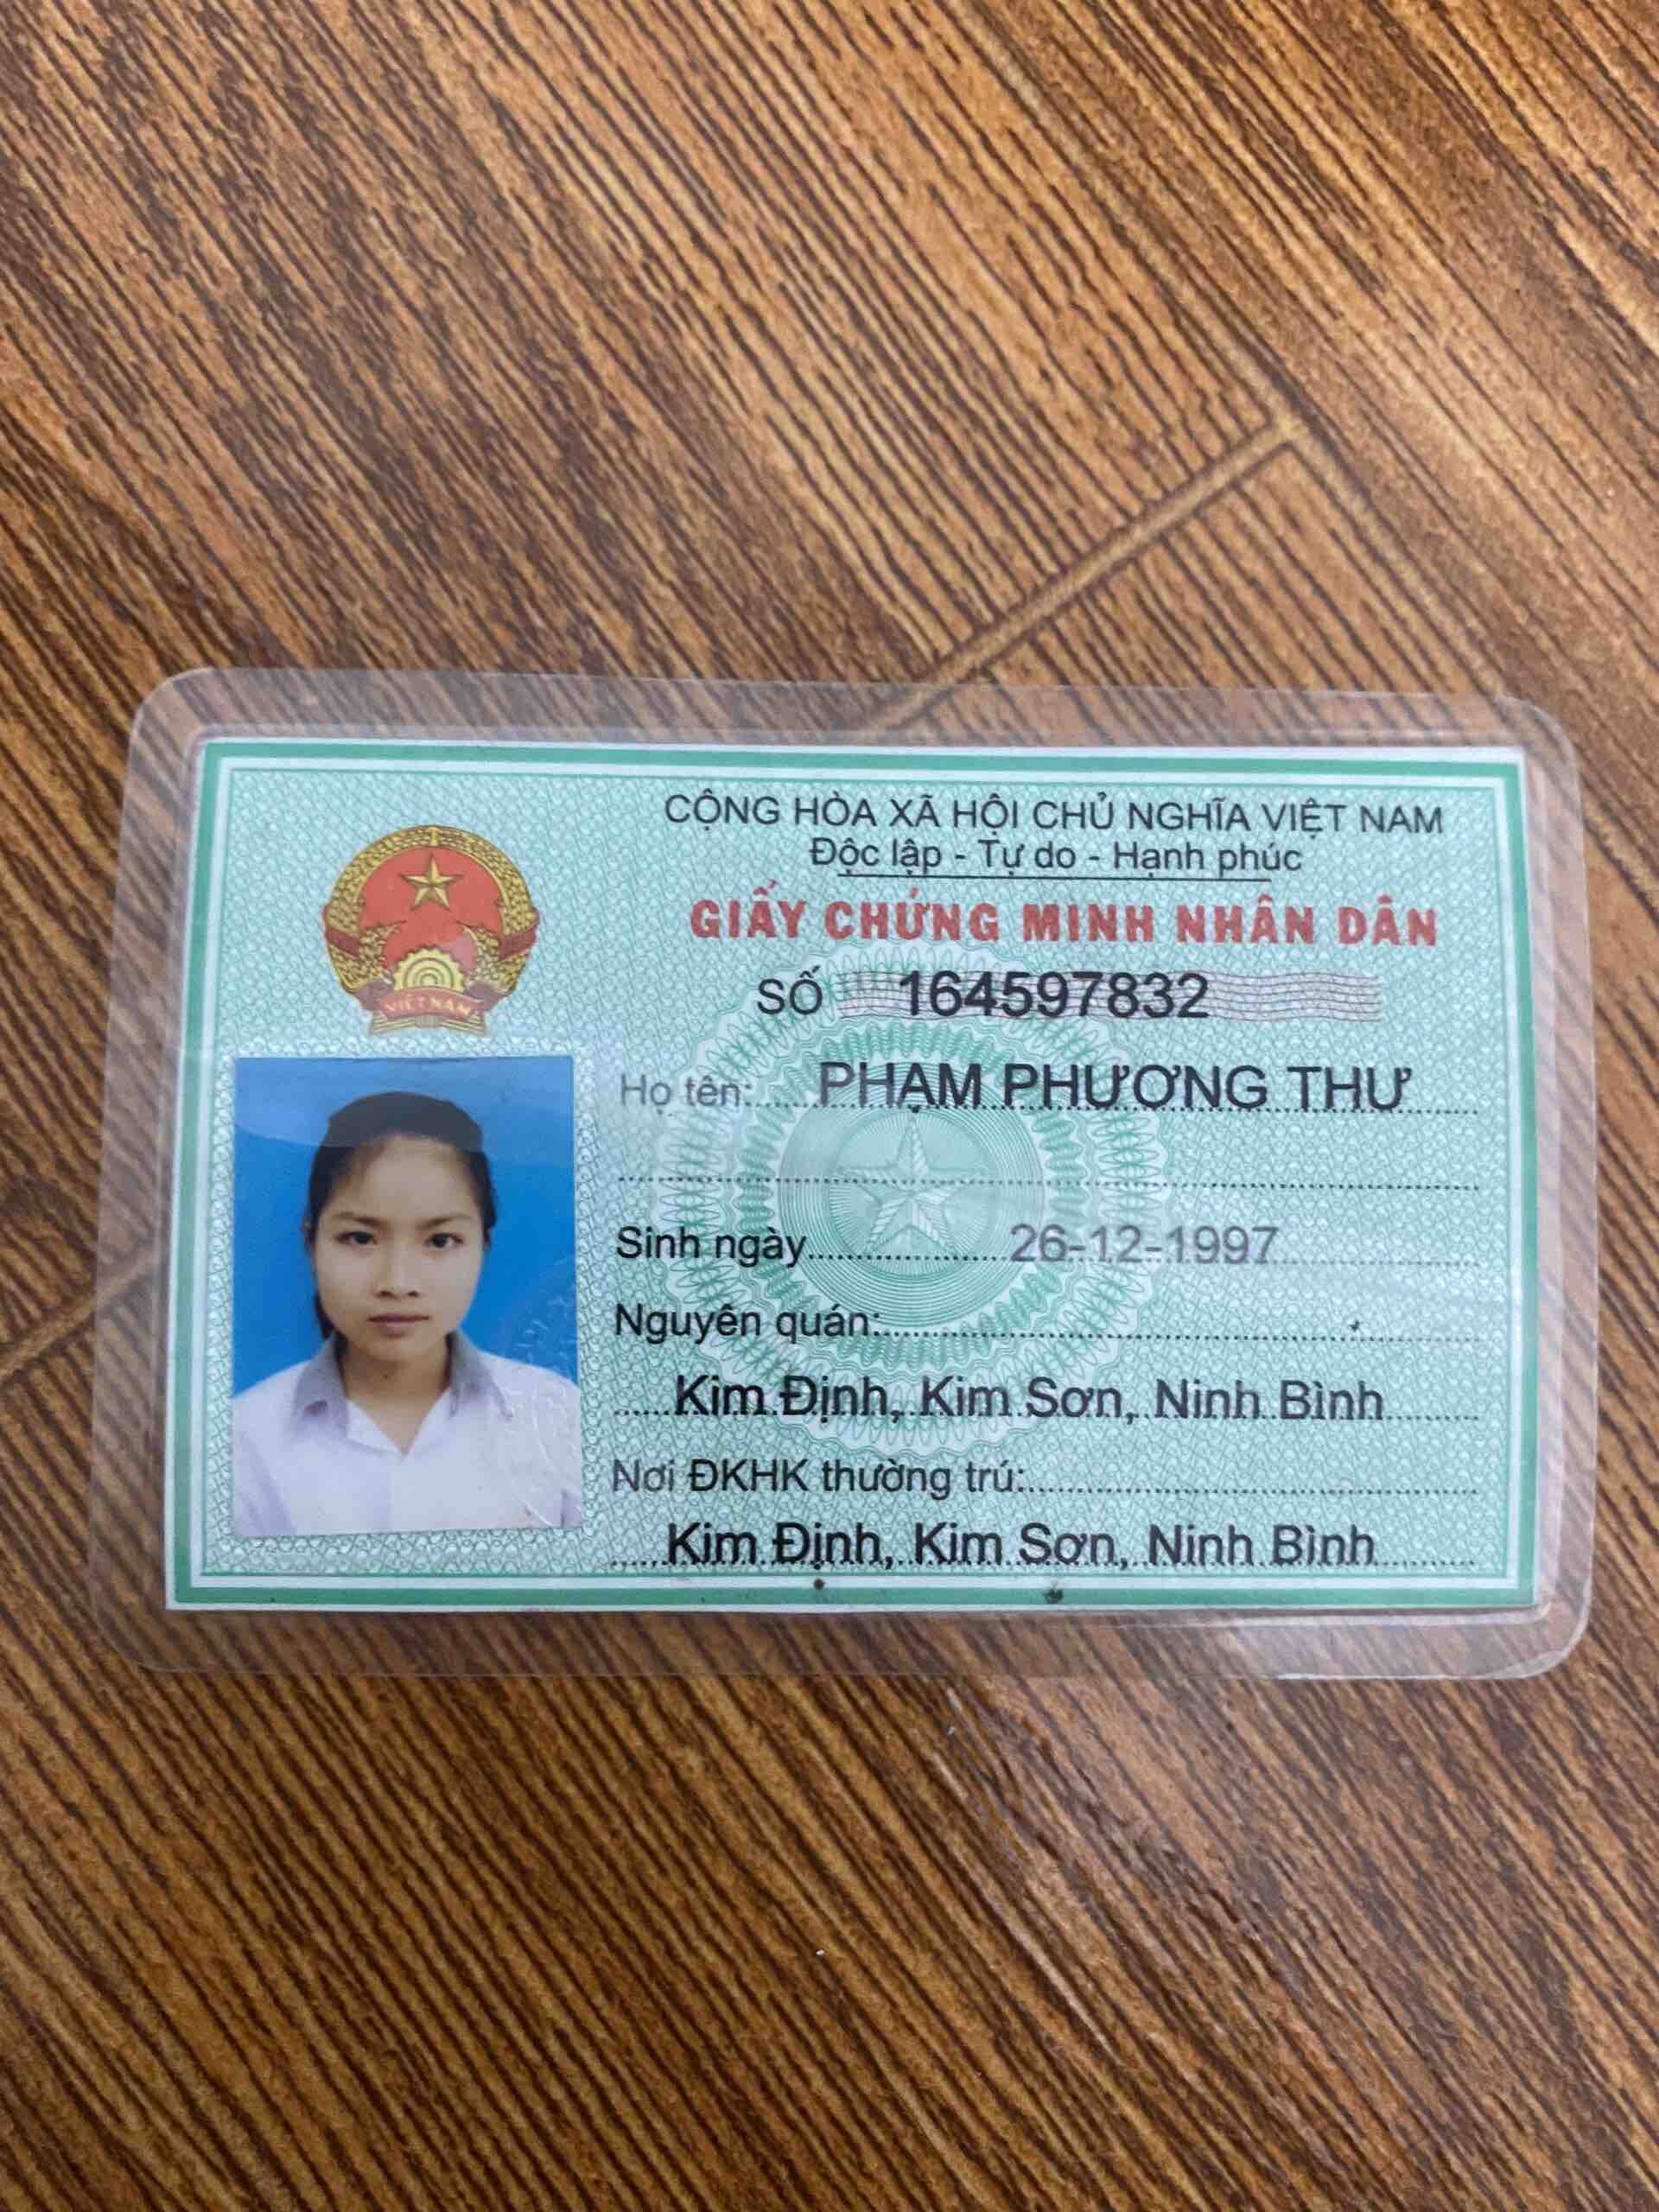 CỘNG HÒA XÃ HỘI CHỦ NGHĨA VIỆT NAM
Độc lập - Tự do - Hạnh phúc
GIẤY CHỨNG MINH NHÂN DÂN
SỐ 164597832
VIỆT NAM
Họ tên: PHẠM PHƯƠNG THƯ
Sinh ngày 26-12-1997
Nguyên quán:
Kim Định, Kim Sơn, Ninh Bình
Nơi ĐKHK thường trú:
Kim Định, Kim Sơn, Ninh Bình